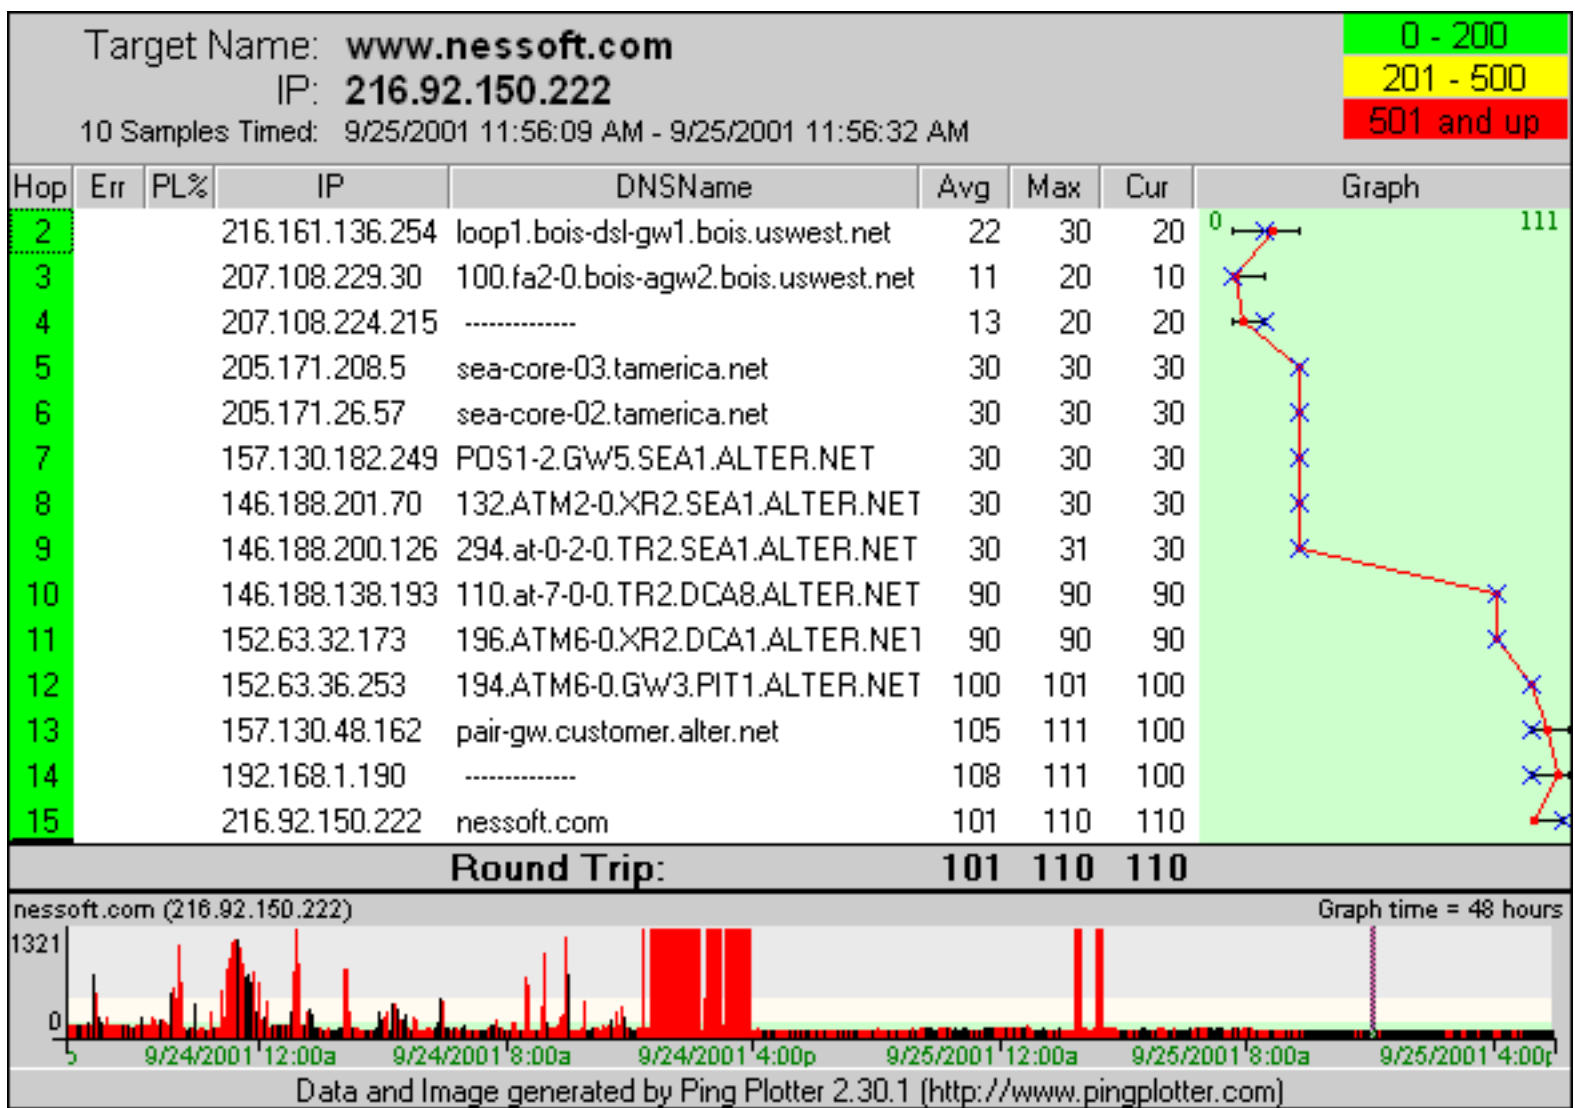 Target Name: www.nessoft.com
IP: 216.92.150.222
10 Samples Timed: 9/25/2001 11:56:09 AM - 9/25/2001 11:56:32 AM
0 - 200
201 - 500
501 and up
Hop Err PL% IP DNSName Avg Max Cur Graph
0 111
2 216.161.136.254 loop1.bois-dsl-gw1.bois.uswest.net 22 30 20
3 207.108.229.30 100.fa2-0.bois-agw2.bois.uswest.net 11 20 10
4 207.108.224.215 -------------- 13 20 20
5 205.171.208.5 sea-core-03.tamerica.net 30 30 30
6 205.171.26.57 sea-core-02.tamerica.net 30 30 30
7 157.130.182.249 POS1-2.GW5.SEA1.ALTER.NET 30 30 30
8 146.188.201.70 132.ATM2-0.XR2.SEA1.ALTER.NET 30 30 30
9 146.188.200.126 294.at-0-2-0.TR2.SEA1.ALTER.NET 30 31 30
10 146.188.138.193 110.at-7-0-0.TR2.DCA8.ALTER.NET 90 90 90
11 152.63.32.173 196.ATM6-0.XR2.DCA1.ALTER.NET 90 90 90
12 152.63.36.253 194.ATM6-0.GW3.PIT1.ALTER.NET 100 101 100
13 157.130.48.162 pair-gw.customer.alter.net 105 111 100
14 192.168.1.190 -------------- 108 111 100
15 216.92.150.222 nessoft.com 101 110 110
Round Trip: 101 110 110
nessoft.com (216.92.150.222) Graph time = 48 hours
1321
0
9/24/2001 12:00a 9/24/2001 8:00a 9/24/2001 4:00p 9/25/2001 12:00a 9/25/2001 8:00a 9/25/2001 4:00p
Data and Image generated by Ping Plotter 2.30.1 (http://www.pingplotter.com)